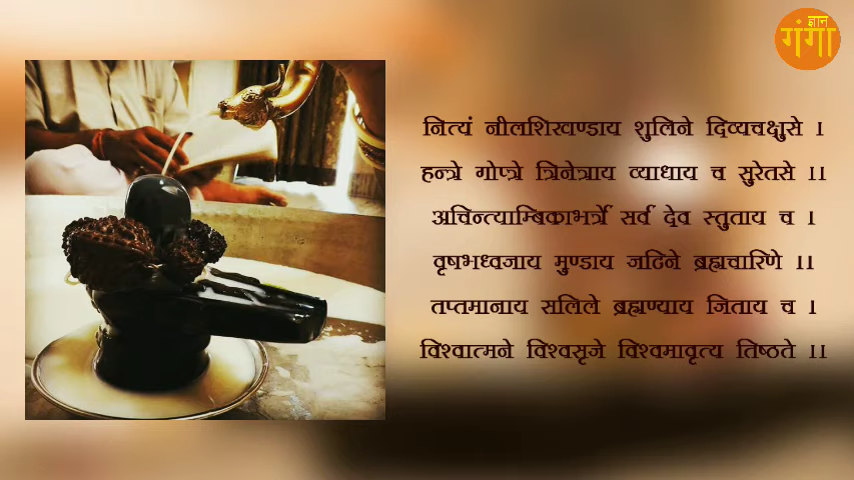 ज्ञान
गंगा
नित्यं नीलशिखण्डाय शुलिने दिव्यचक्षुसे ।
हन्त्रे गोप्त्रे त्रिनेत्राय व्याधाय च सुरेतसे ।।
अचिन्त्याम्बिकाभर्त्रे सर्व देव स्तुताय च ।
वृषभध्वजाय मुण्डाय जटिने ब्रह्मचारिणे ।।
तप्तमानाय सलिले ब्रह्मण्याय जिताय च ।
विश्वात्मने विश्वसृजे विश्वमावृत्य तिष्ठते ।।